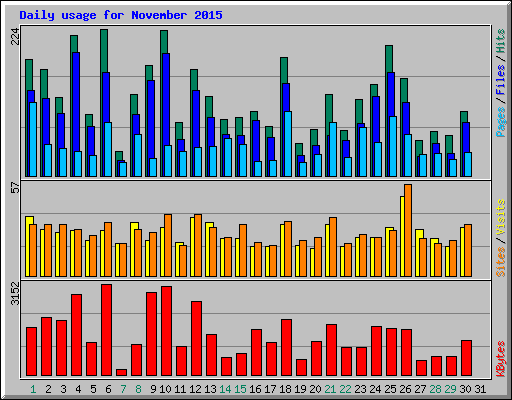 Daily usage for November 2015
224
Pages / Files / Hits
57
Sites / Visits
3152
KBytes
1 2 3 4 5 6 7 8 9 10 11 12 13 14 15 16 17 18 19 20 21 22 23 24 25 26 27 28 29 30 31